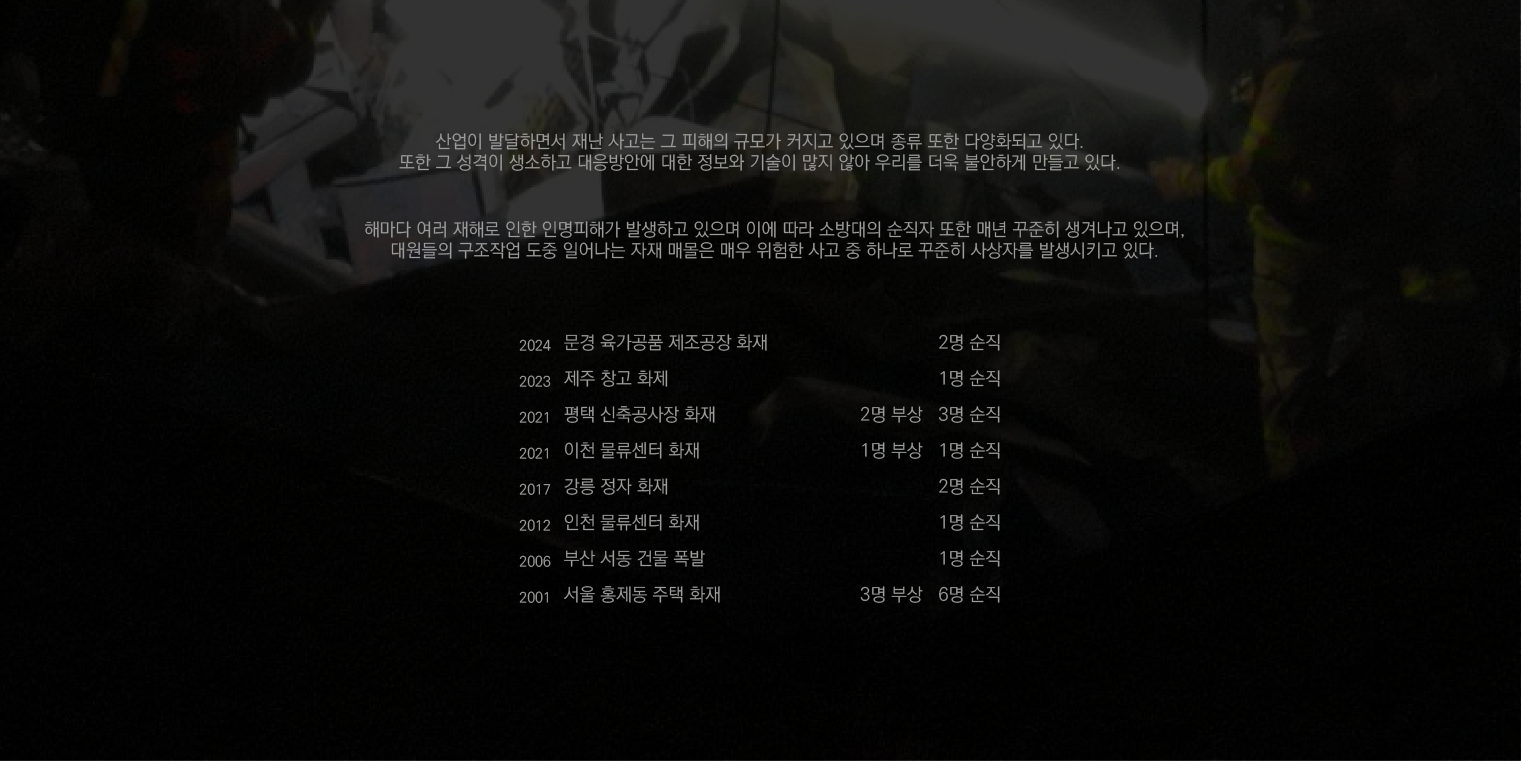 산업이 발달하면서 재난 사고는 그 피해의 규모가 커지고 있으며 종류 또한 다양화되고 있다.
또한 그 성격이 생소하고 대응방안에 대한 정보와 기술이 많지 않아 우리를 더욱 불안하게 만들고 있다.
해마다 여러 재해로 인한 인명피해가 발생하고 있으며 이에 따라 소방대의 순직자 또한 매년 꾸준히 생겨나고 있으며,
대원들의 구조작업 도중 일어나는 자재 매몰은 매우 위험한 사고 중 하나로 꾸준히 사상자를 발생시키고 있다.
2024 문경 육가공품 제조공장 화재 2명 순직
2023 제주 창고 화제 1명 순직
2021 평택 신축공사장 화재 2명 부상 3명 순직
2021 이천 물류센터 화재 1명 부상 1명 순직
2017 강릉 정자 화재 2명 순직
2012 인천 물류센터 화재 1명 순직
2006 부산 서동 건물 폭발 1명 순직
2001 서울 홍제동 주택 화재 3명 부상 6명 순직